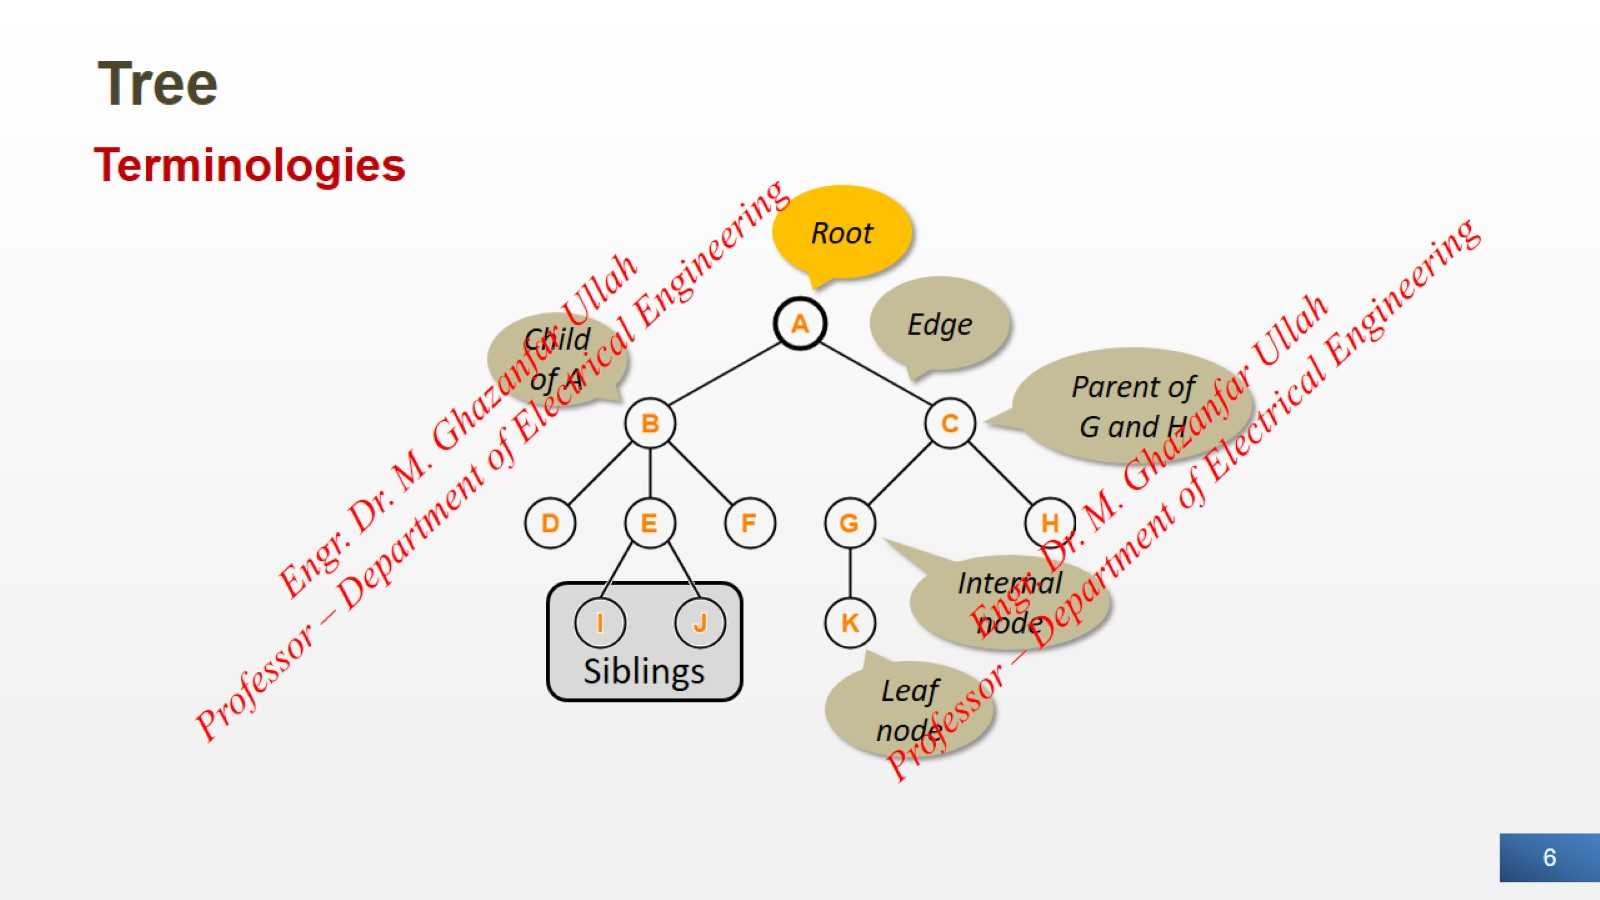 Tree
Terminologies
Root
A
Edge
Child
of A
Parent of
G and H
B
C
D
E
F
G
H
I
J
K
Siblings
Internal
node
Leaf
node
Engr. Dr. M. Ghazanfar Ullah
Professor – Department of Electrical Engineering
Engr. Dr. M. Ghazanfar Ullah
Professor – Department of Electrical Engineering
6